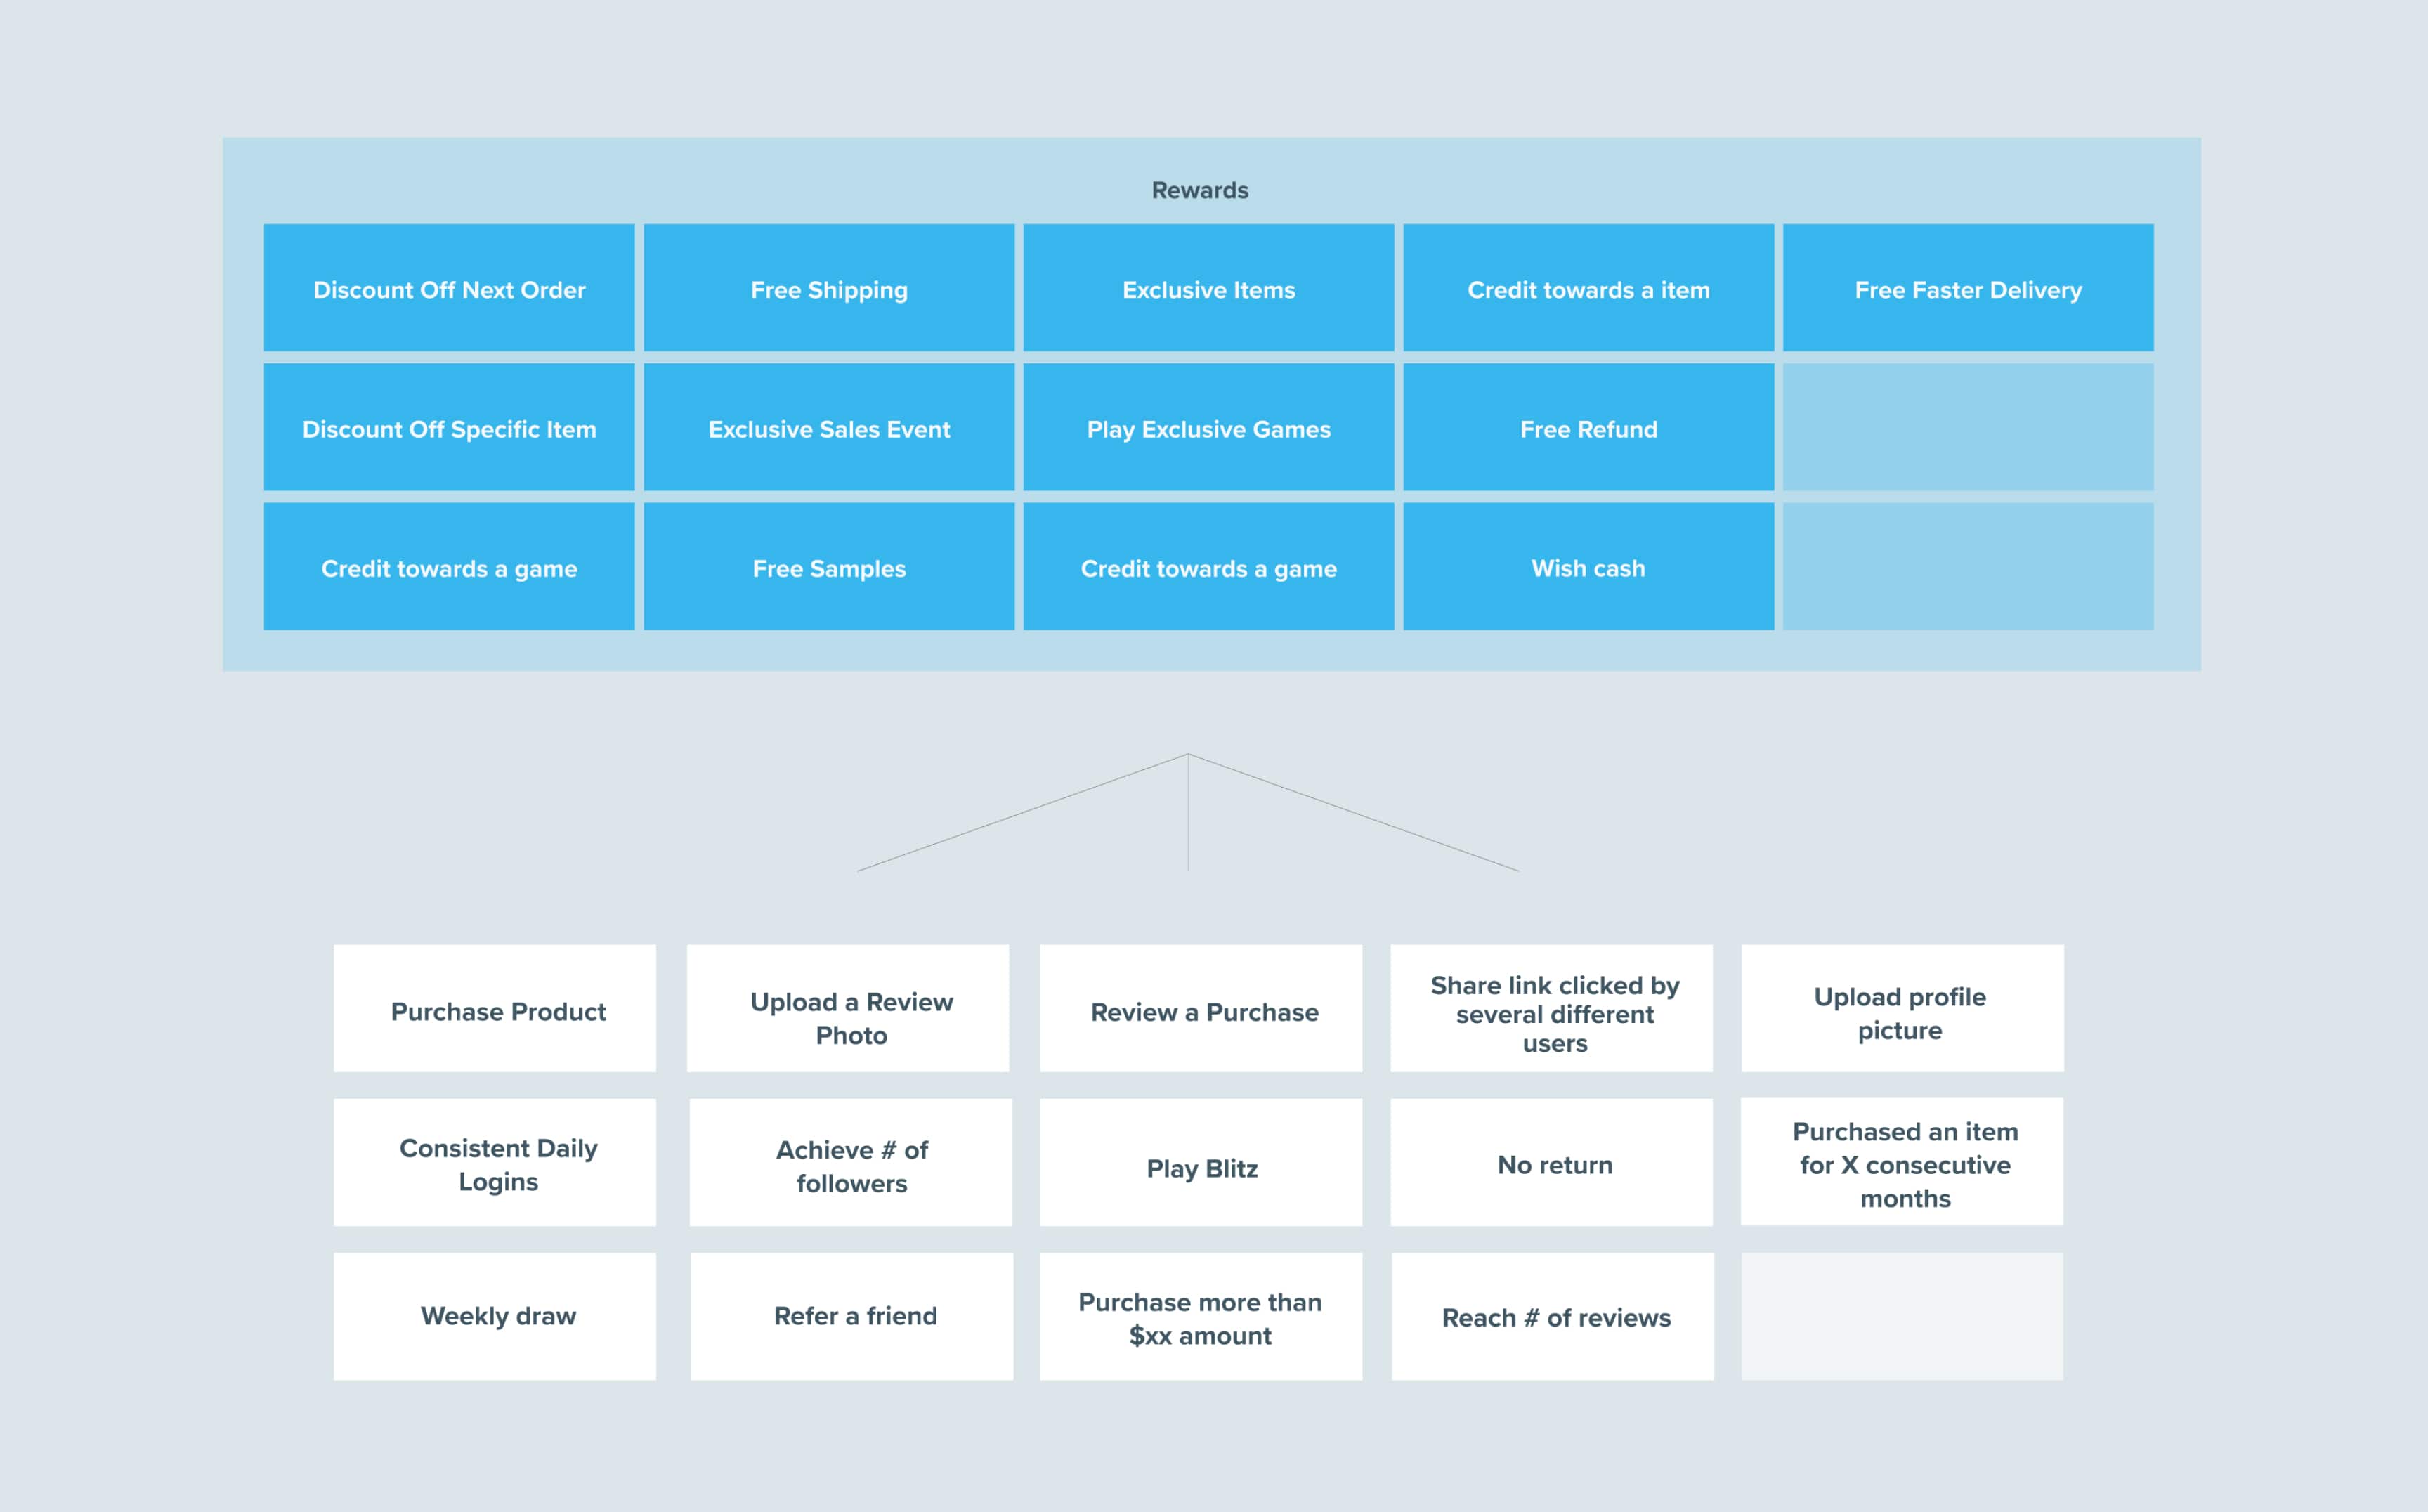 Rewards
Discount Off Next Order
Free Shipping
Exclusive Items
Credit towards a item
Free Faster Delivery
Discount Off Specific Item
Exclusive Sales Event
Play Exclusive Games
Free Refund
Credit towards a game
Free Samples
Credit towards a game
Wish cash
Purchase Product
Upload a Review
Photo
Review a Purchase
Share link clicked by
several different
users
Upload profile
picture
Consistent Daily
Logins
Achieve # of
followers
Play Blitz
No return
Purchased an item
for X consecutive
months
Weekly draw
Refer a friend
Purchase more than
$xx amount
Reach # of reviews